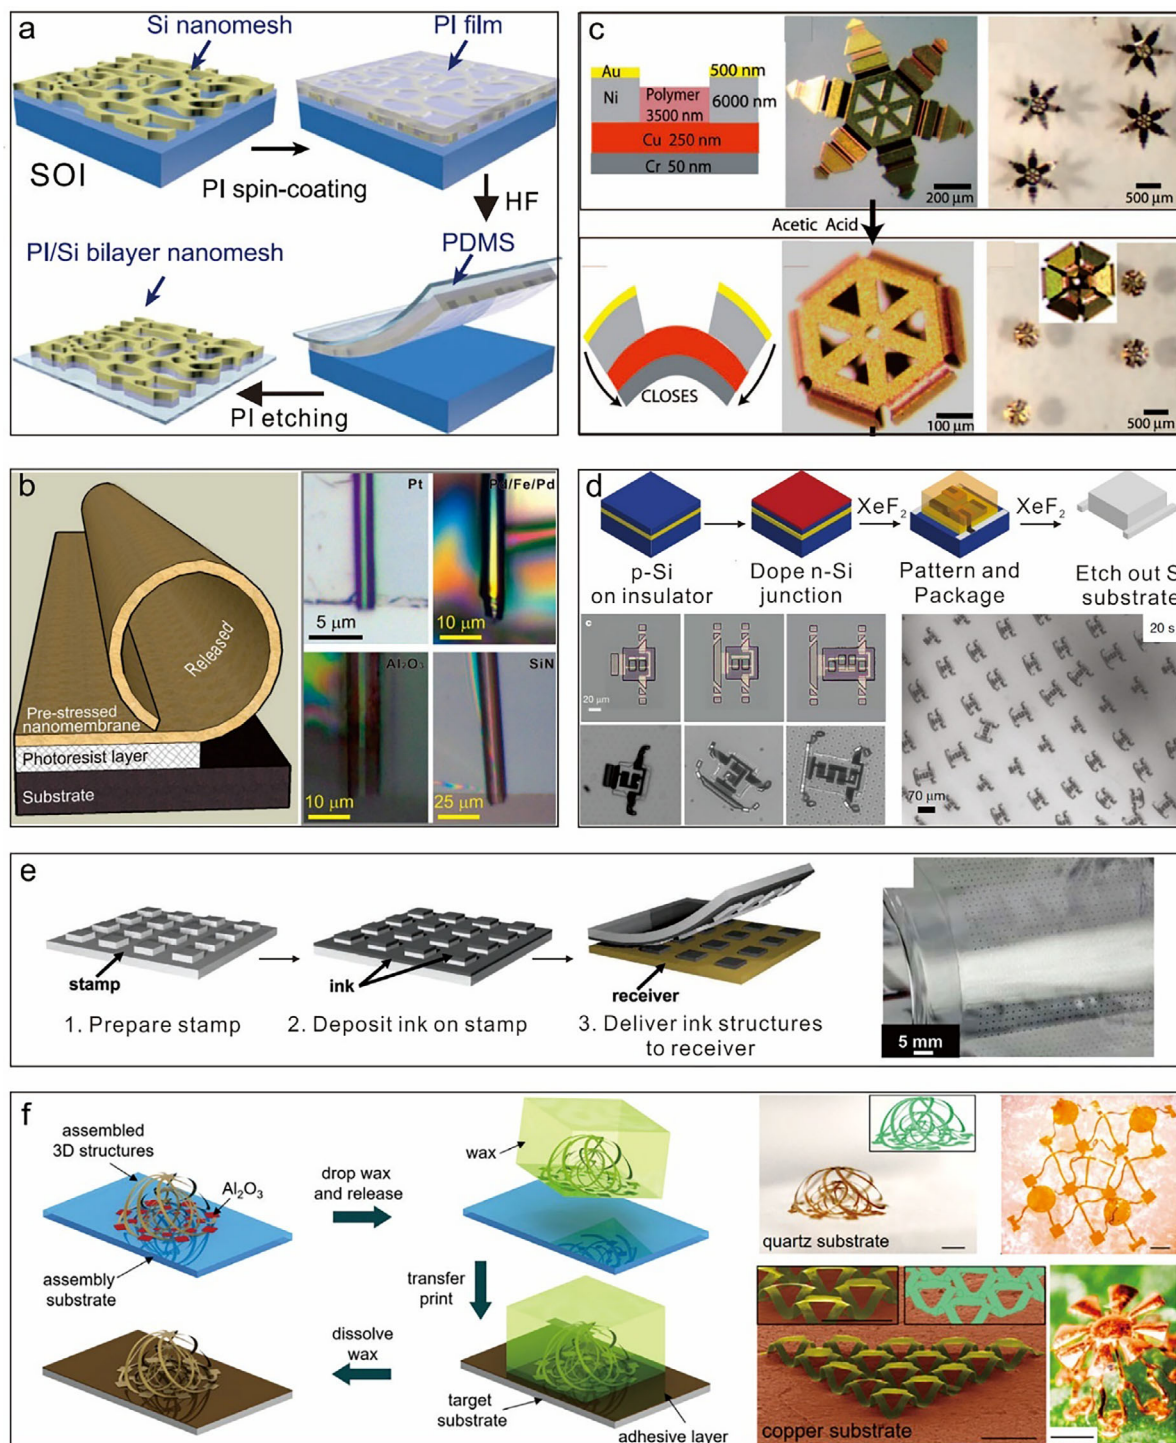 a
Si nanomesh
PI film
SOI
PI spin-coating
HF
PI/Si bilayer nanomesh
PDMS
PI etching
c
Au
500 nm
Ni
Polymer
3500 nm
6000 nm
Cu 250 nm
Cr 50 nm
200 μm
500 μm
Acetic Acid
CLOSES
100 μm
500 μm
b
Released
Pre-stressed
nanomembrane
Photoresist layer
Substrate
Pt
5 μm
Pd/Fe/Pd
10 μm
Al₂O₃
10 μm
SiN
25 μm
d
XeF₂
XeF₂
p-Si
on insulator
Dope n-Si
junction
Pattern and
Package
Etch out S
substrate
c
20 μm
20 s
70 μm
e
stamp
ink
receiver
1. Prepare stamp
2. Deposit ink on stamp
3. Deliver ink structures
to receiver
5 mm
f
assembled
3D structures
Al₂O₃
assembly
substrate
drop wax
and release
wax
transfer
print
dissolve
wax
target
substrate
adhesive layer
quartz substrate
copper substrate